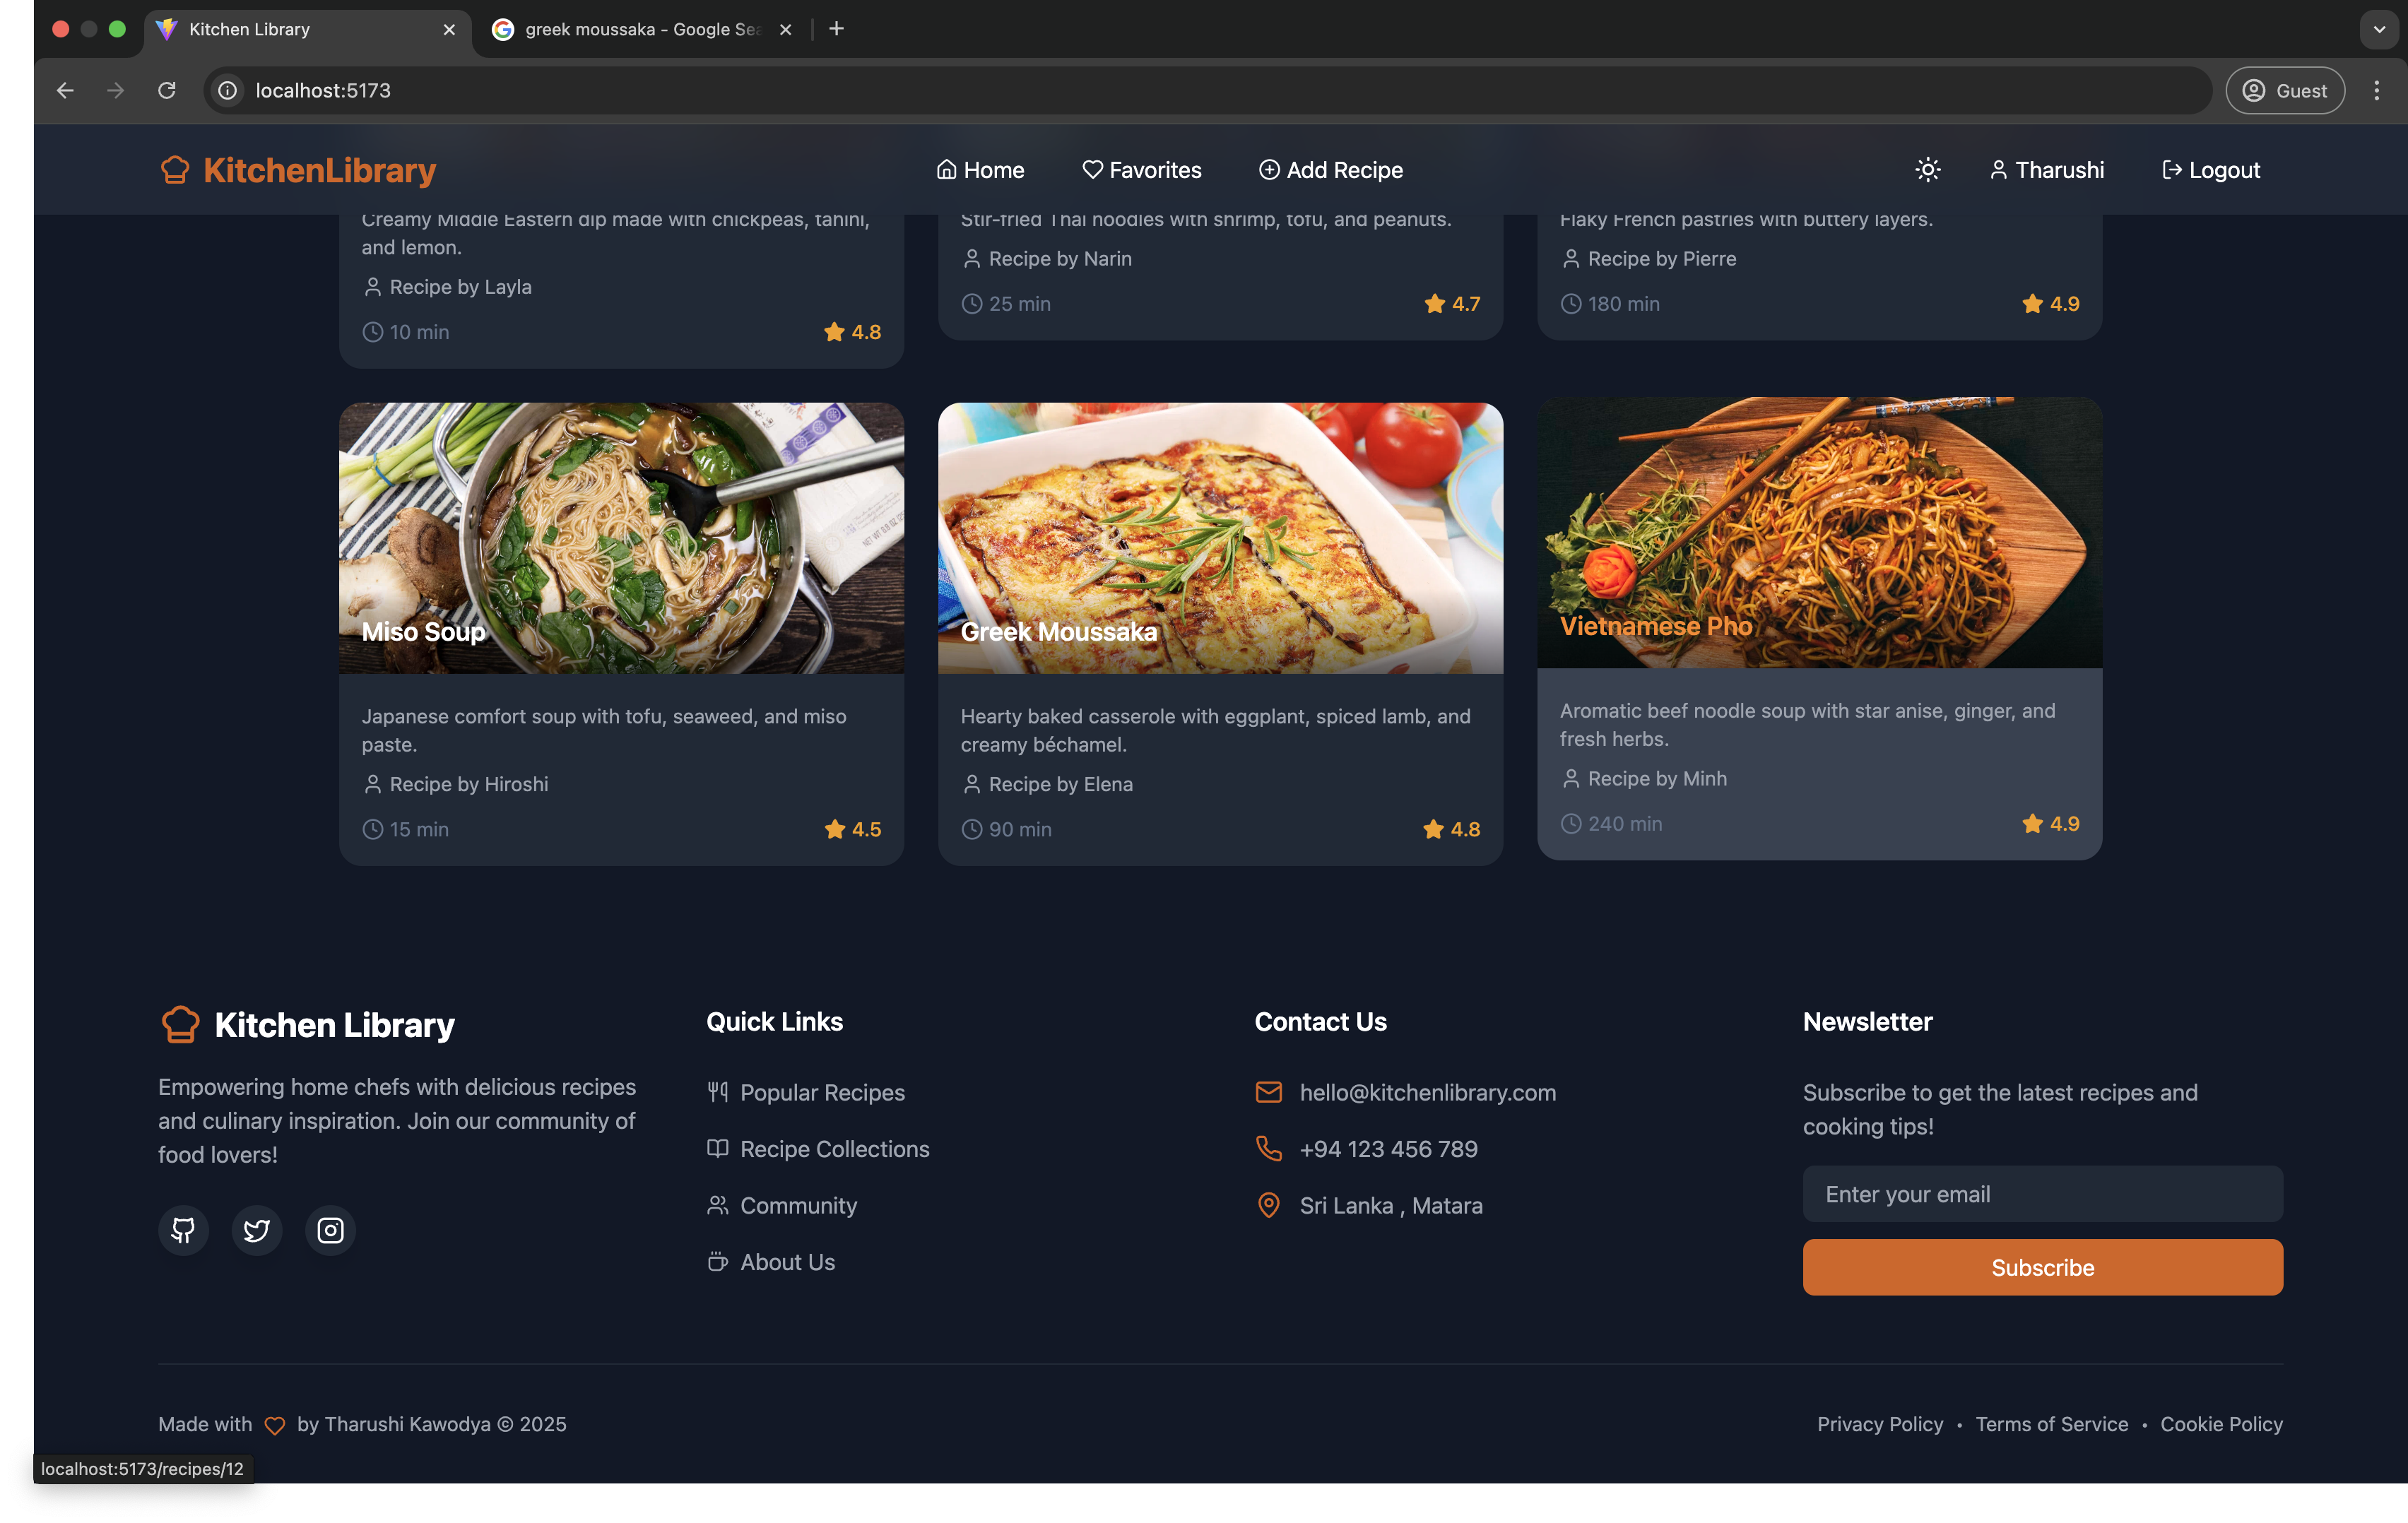 Kitchen Library
greek moussaka - Google Sea
localhost:5173
Guest
KitchenLibrary
Home
Favorites
Add Recipe
Tharushi
Logout
Creamy Middle Eastern dip made with chickpeas, tahini,
and lemon.
Recipe by Layla
10 min
4.8
Stir-fried Thai noodles with shrimp, tofu, and peanuts.
Recipe by Narin
25 min
4.7
Flaky French pastries with buttery layers.
Recipe by Pierre
180 min
4.9
Miso Soup
Japanese comfort soup with tofu, seaweed, and miso
paste.
Recipe by Hiroshi
15 min
4.5
Greek Moussaka
Hearty baked casserole with eggplant, spiced lamb, and
creamy béchamel.
Recipe by Elena
90 min
4.8
Vietnamese Pho
Aromatic beef noodle soup with star anise, ginger, and
fresh herbs.
Recipe by Minh
240 min
4.9
Kitchen Library
Empowering home chefs with delicious recipes
and culinary inspiration. Join our community of
food lovers!
Quick Links
Popular Recipes
Recipe Collections
Community
About Us
Contact Us
hello@kitchenlibrary.com
+94 123 456 789
Sri Lanka , Matara
Newsletter
Subscribe to get the latest recipes and
cooking tips!
Enter your email
Subscribe
Made with by Tharushi Kawodya © 2025
Privacy Policy • Terms of Service • Cookie Policy
localhost:5173/recipes/12